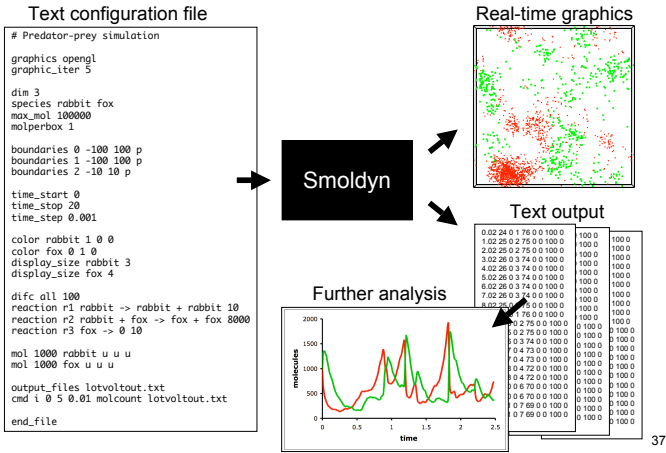 Text configuration file
# Predator-prey simulation
graphics opengl
graphic_iter 5
dim 3
species rabbit fox
max_mol 100000
molperbox 1
boundaries 0 -100 100 p
boundaries 1 -100 100 p
boundaries 2 -10 10 p
time_start 0
time_stop 20
time_step 0.001
color rabbit 1 0 0
color fox 0 1 0
display_size rabbit 3
display_size fox 4
difc all 100
reaction r1 rabbit -> rabbit + rabbit 10
reaction r2 rabbit + fox -> fox + fox 8000
reaction r3 fox -> 0 10
mol 1000 rabbit u u u
mol 1000 fox u u u
output_files lotvoltout.txt
cmd i 0 5 0.01 molcount lotvoltout.txt
end_file
Smoldyn
Real-time graphics
Text output
0.02 24 0 1 76 0 0 100 0
1.02 25 0 2 75 0 0 100 0
2.02 25 0 2 75 0 0 100 0
3.02 26 0 3 74 0 0 100 0
4.02 26 0 3 74 0 0 100 0
5.02 26 0 3 74 0 0 100 0
6.02 26 0 3 74 0 0 100 0
7.02 26 0 3 74 0 0 100 0
Further analysis
molecules
2000
1500
1000
500
0
0
0.5
1
1.5
2
2.5
time
37